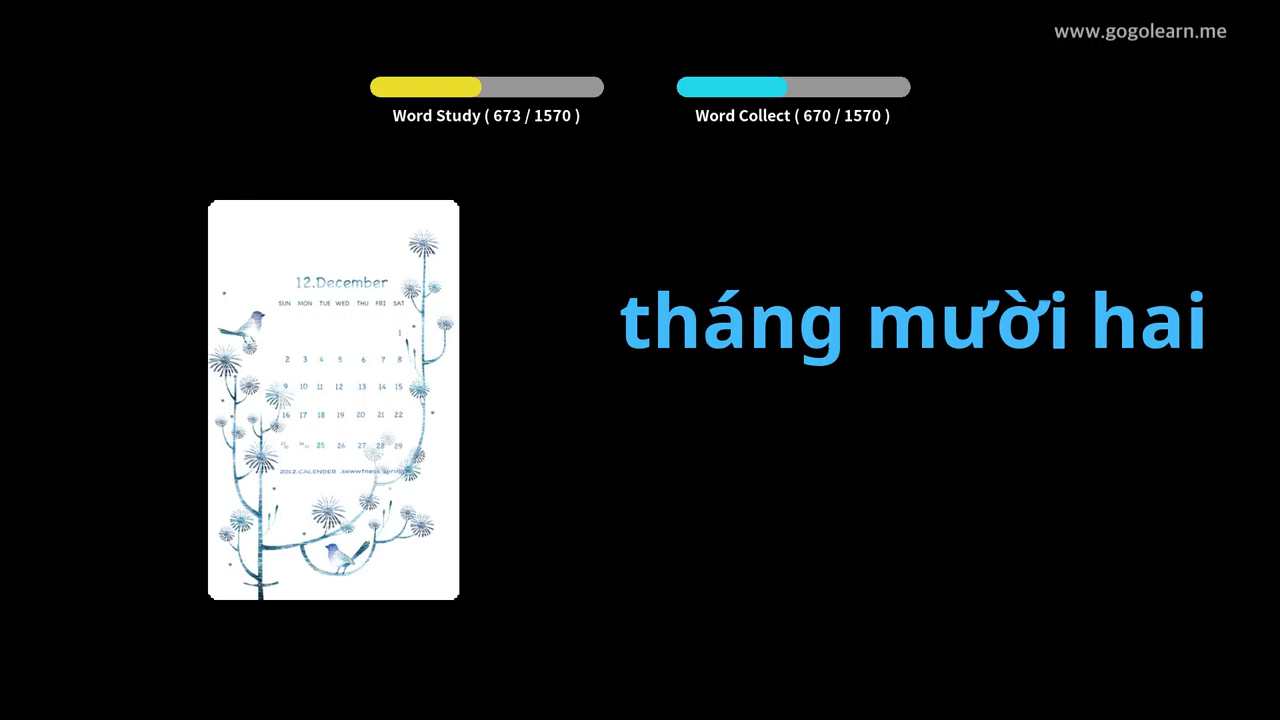 www.gogolearn.me
Word Study ( 673 / 1570 )
Word Collect ( 670 / 1570 )
12.December
SUN MON TUE WED THU FRI SAT
1
2 3 4 5 6 7 8
9 10 11 12 13 14 15
16 17 18 19 20 21 22
25 26 27 28 29
2012.CALENDER
tháng mười hai